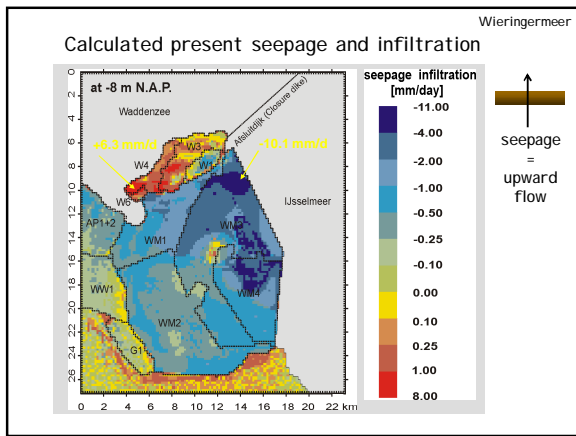 Wieringermeer
Calculated present seepage and infiltration
at -8 m N.A.P.
Waddenzee
Afsluitdijk (Closure dike)
+6.3 mm/d
-10.1 mm/d
W3
W4
W1
W6
IJsselmeer
AP1+2
WM1
WW1
WM4
WM2
G1
0
2
4
6
8
10
12
14
16
18
20
22
24
26
0 2 4 6 8 10 12 14 16 18 20 22 km
seepage infiltration
[mm/day]
-11.00
-4.00
-2.00
-1.00
-0.50
-0.25
-0.10
0.00
0.10
0.25
1.00
8.00
seepage
=
upward
flow